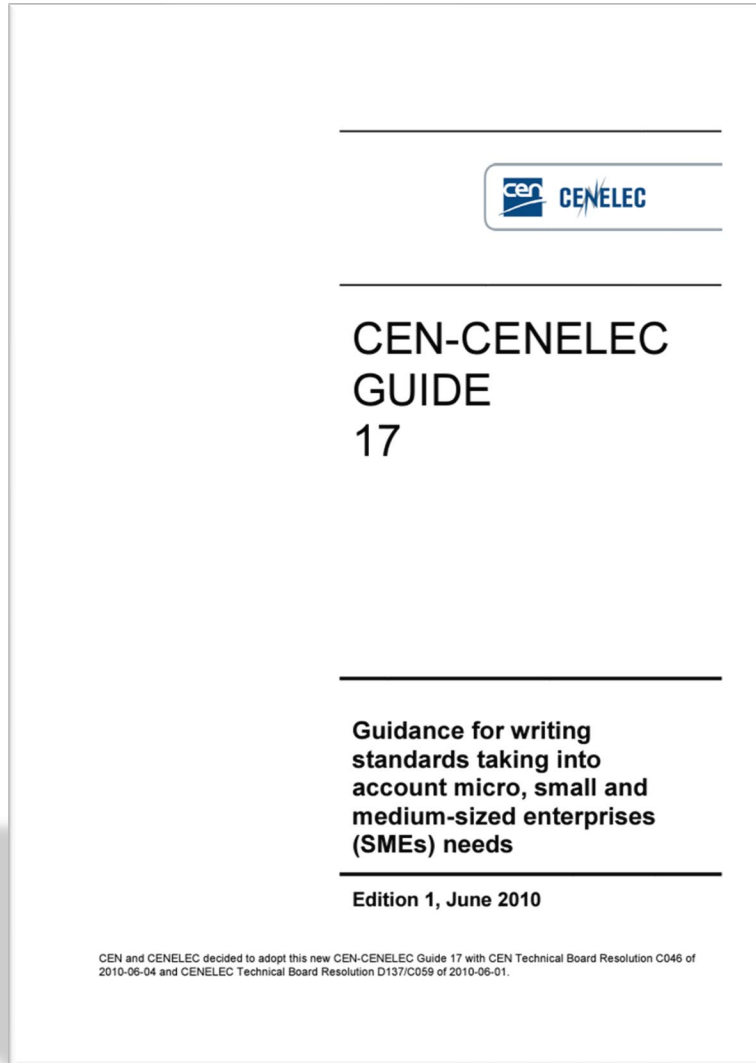 cen CENELEC
CEN-CENELEC
GUIDE
17
Guidance for writing
standards taking into
account micro, small and
medium-sized enterprises
(SMEs) needs
Edition 1, June 2010
CEN and CENELEC decided to adopt this new CEN-CENELEC Guide 17 with CEN Technical Board Resolution C046 of
2010-06-04 and CENELEC Technical Board Resolution D137/C059 of 2010-06-01.